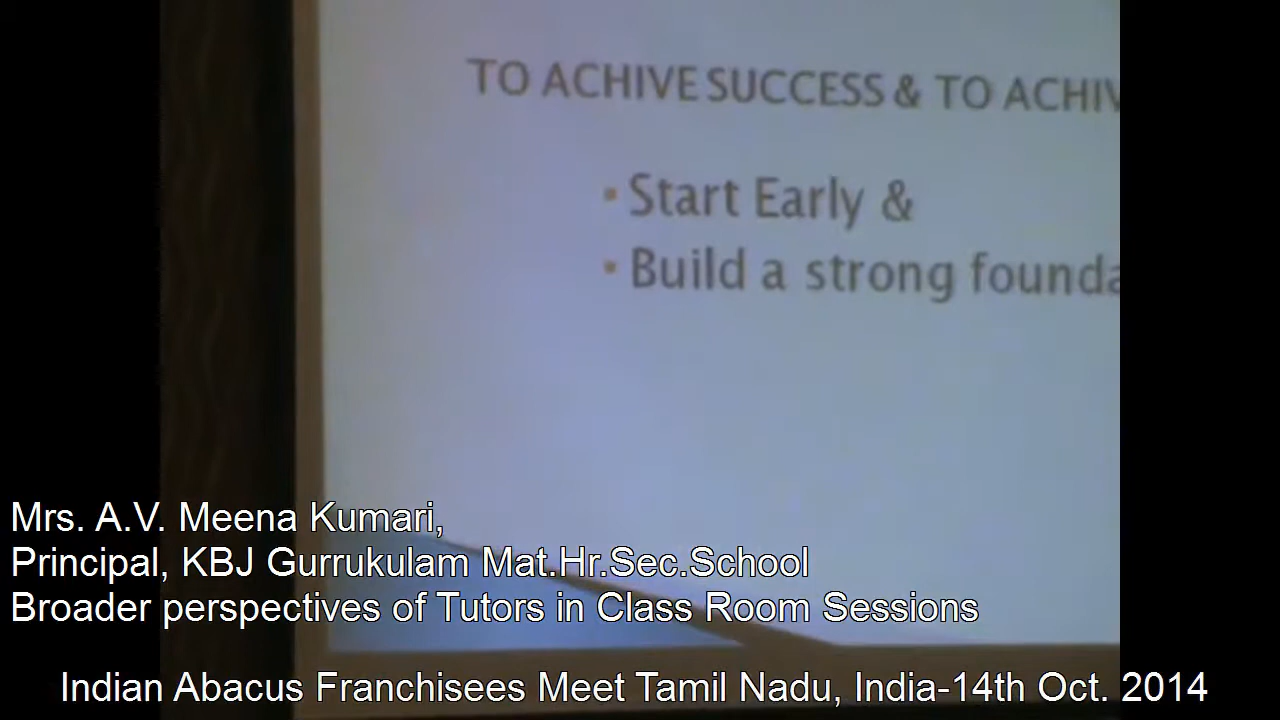 TO ACHIVE SUCCESS & TO ACHIV
• Start Early &
• Build a strong founda
Mrs. A.V. Meena Kumari,
Principal, KBJ Gurrukulam Mat.Hr.Sec.School
Broader perspectives of Tutors in Class Room Sessions
Indian Abacus Franchisees Meet Tamil Nadu, India-14th Oct. 2014